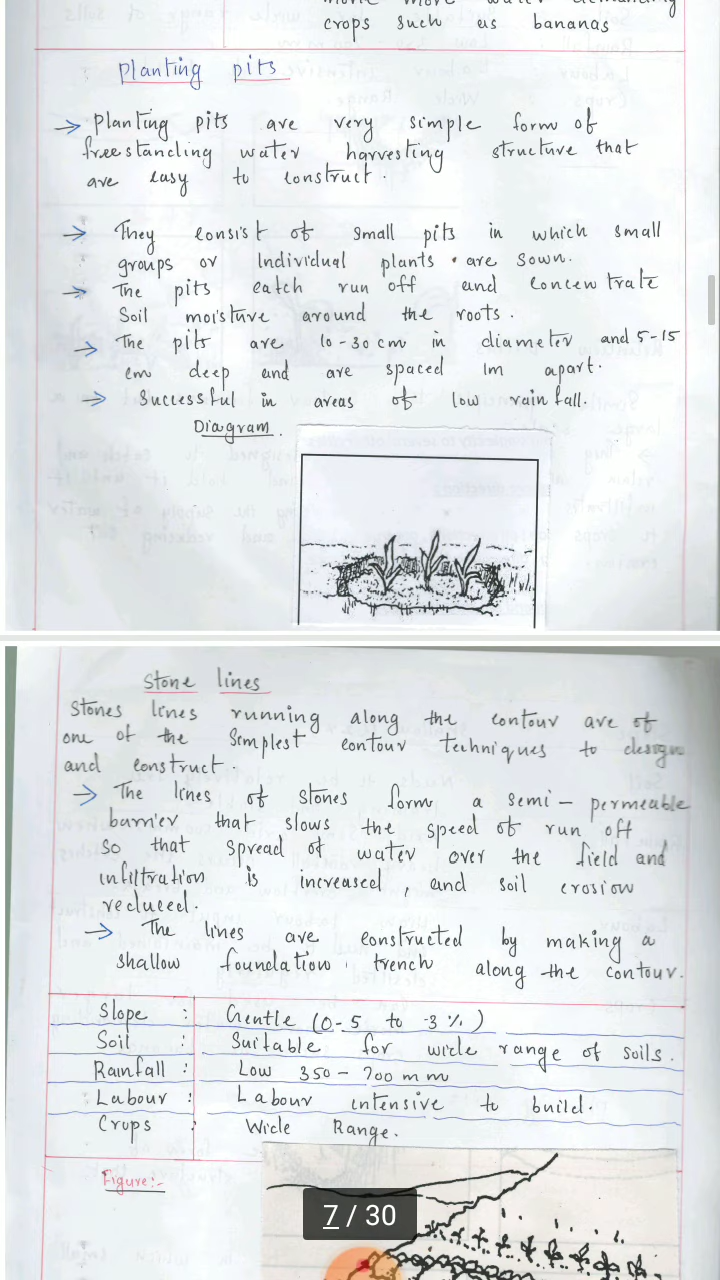 crops such as bananas
Planting pits
→ Planting pits are very simple form of
freestanding water harvesting structure that
are easy to construct.
→ They consist of small pits in which small
groups or Individual plants are sown.
→ The pits catch run off and concentrate
Soil moisture around the roots.
→ The pits are 10-30 cm in diameter and 5-15
cm deep and are spaced 1m apart.
→ Successful in areas of low rain fall.
Diagram.
Stone lines
Stones lines running along the contour are of
one of the Simplest contour techniques to design
and construct.
→ The lines of stones form a semi-permeable
barrier that slows the speed of run off
so that spread of water over the field and
infiltration is increased, and soil erosion
reduced.
→ The lines are constructed by making a
shallow foundation trench along the contour.
Slope : Gentle (0-5 to -3%)
Soil : Suitable for wide range of soils.
Rainfall : Low 350-700 mm
Labour : Labour intensive to build.
Crops : Wide Range.
Figure:-
7 / 30